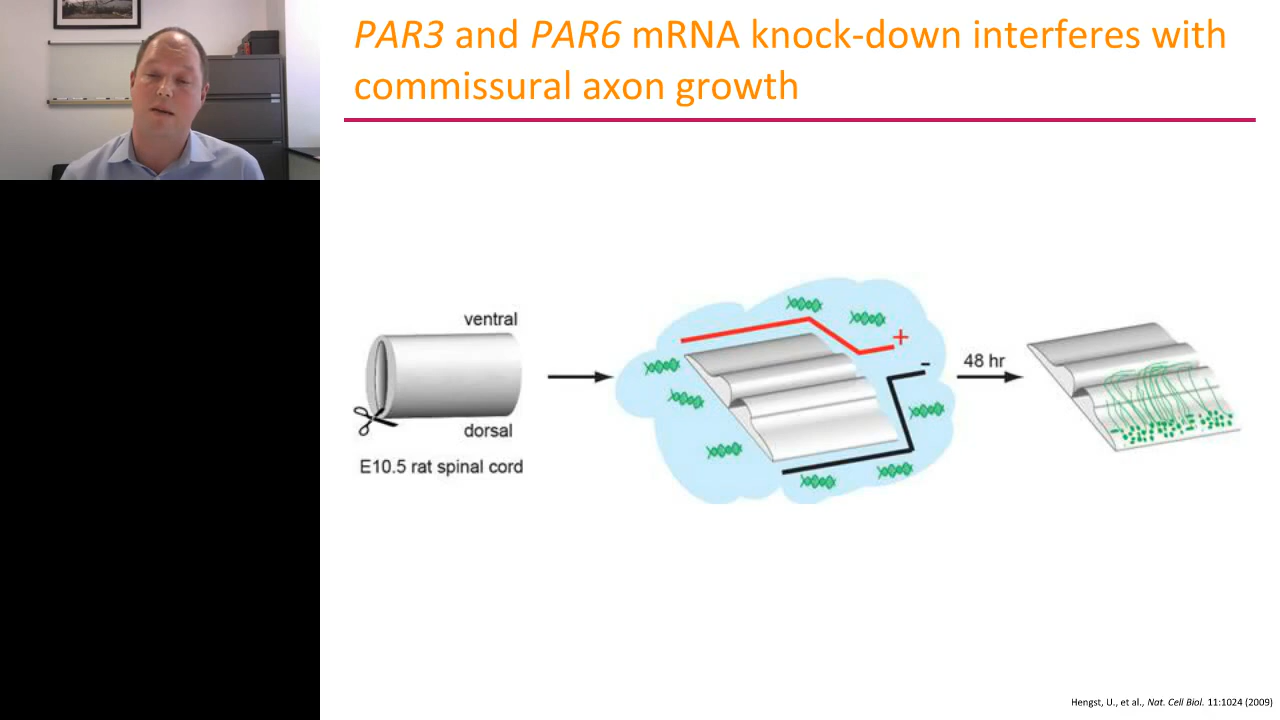 PAR3 and PAR6 mRNA knock-down interferes with
commissural axon growth
ventral
dorsal
E10.5 rat spinal cord
+
-
48 hr
Hengst, U., et al., Nat. Cell Biol. 11:1024 (2009)